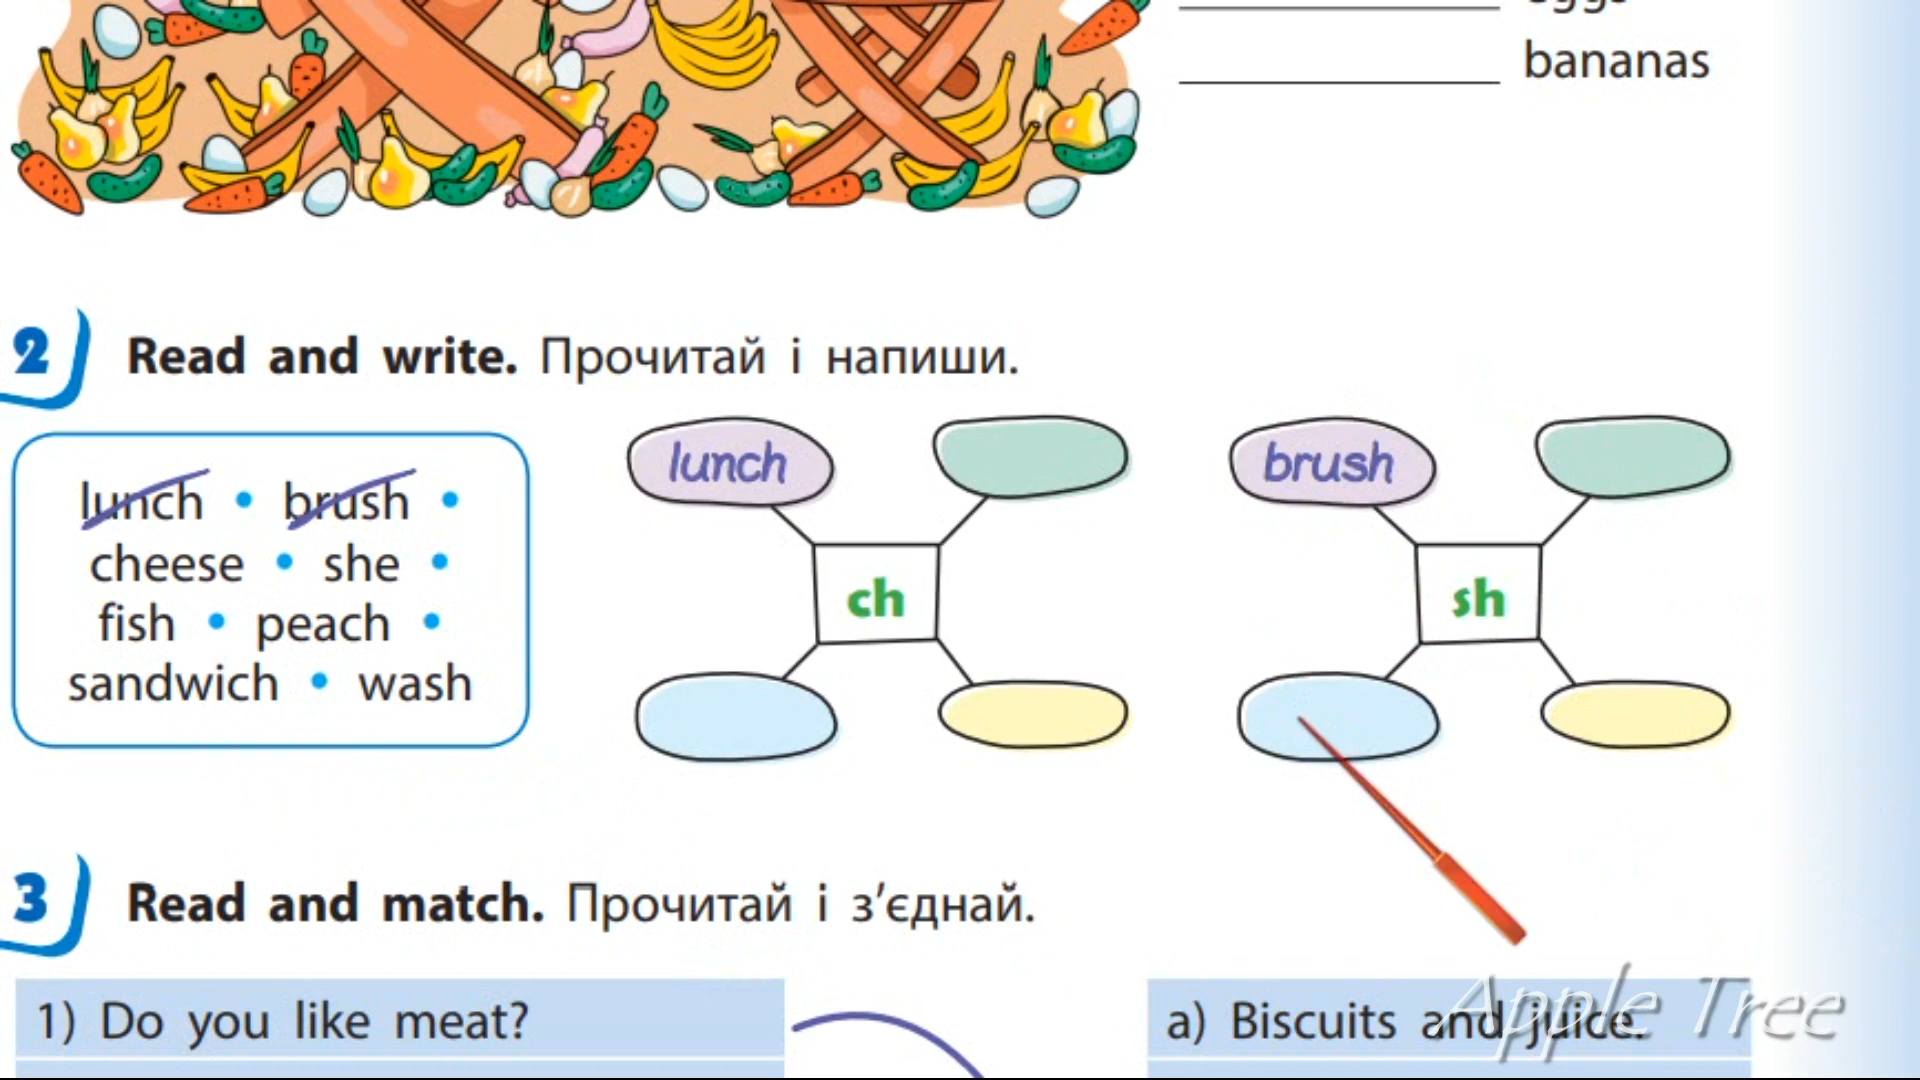 bananas
2 Read and write. Прочитай і напиши.
lunch • brush •
cheese • she •
fish • peach •
sandwich • wash
lunch
ch
brush
sh
3 Read and match. Прочитай і з’єднай.
1) Do you like meat?
a) Biscuits and juice.
Apple Tree